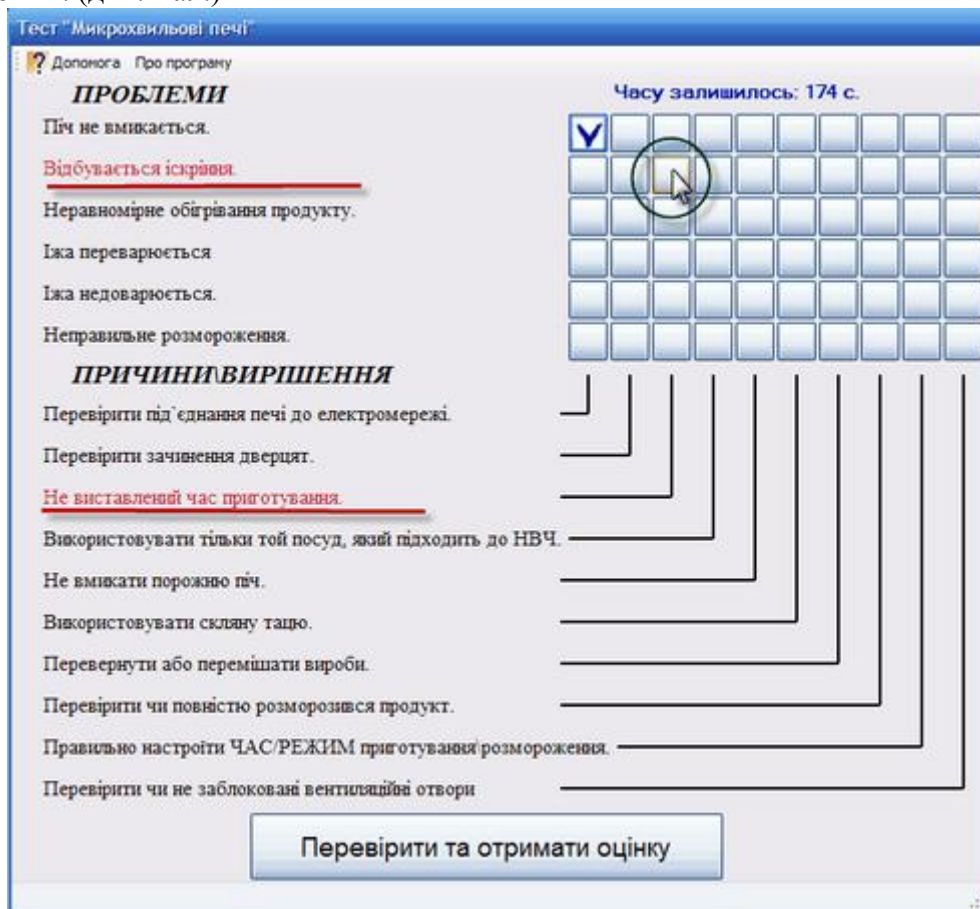 Тест "Микрохвильові печі"
Допомога Про програму
ПРОБЛЕМИ
Часу залишилось: 174 с.
Піч не вмикається.
Відбувається іскріння.
Неравномірне обігрівання продукту.
Їжа переварюється
Їжа недоварюється.
Неправильне розмороження.
ПРИЧИНИ\ВИРІШЕННЯ
Перевірити під`єднання печі до електромережі.
Перевірити зачинення дверцят.
Не виставлений час приготування.
Використовувати тільки той посуд, який підходить до НВЧ.
Не вмикати порожню піч.
Використовувати скляну тацю.
Перевернути або перемішати вироби.
Перевірити чи повністю розморозився продукт.
Правильно настроїти ЧАС/РЕЖИМ приготування\розмороження.
Перевірити чи не заблоковані вентиляційні отвори
Перевірити та отримати оцінку